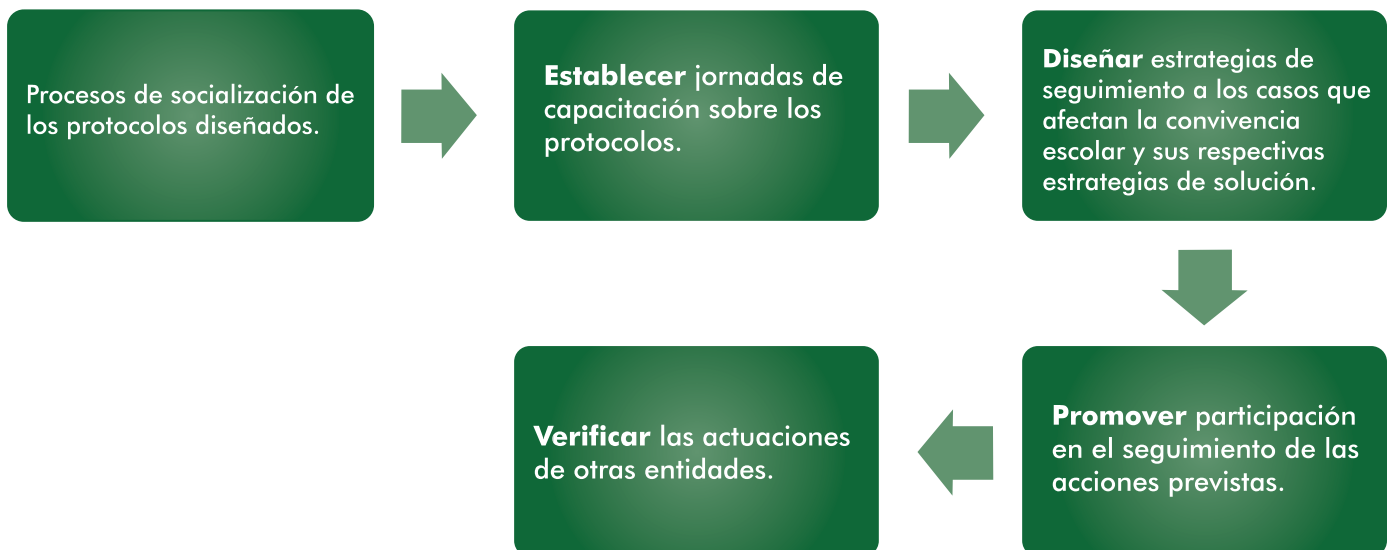 Procesos de socialización de
los protocolos diseñados.
Establecer jornadas de
capacitación sobre los
protocolos.
Diseñar estrategias de
seguimiento a los casos que
afectan la convivencia
escolar y sus respectivas
estrategias de solución.
Promover participación
en el seguimiento de las
acciones previstas.
Verificar las actuaciones
de otras entidades.